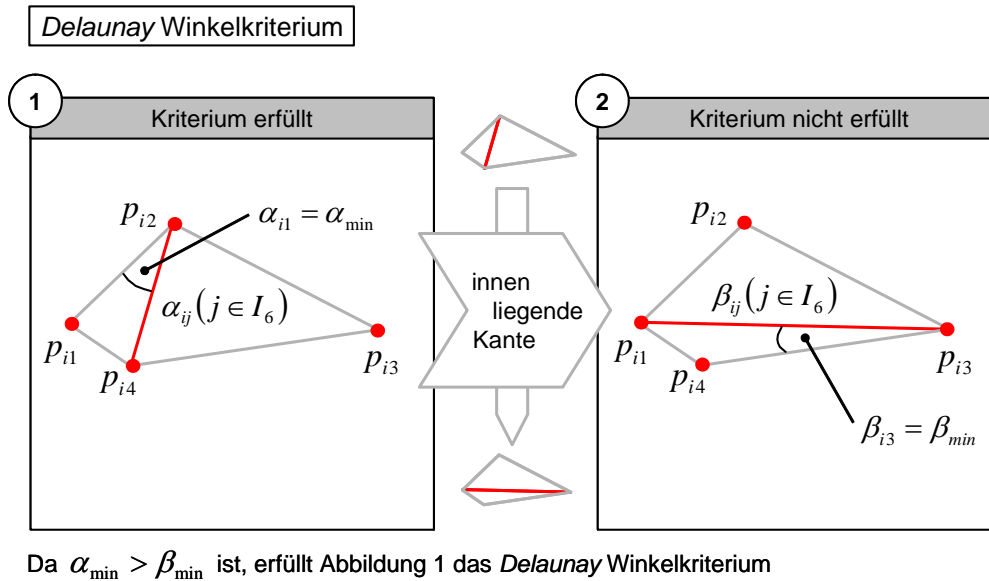 Delaunay Winkelkriterium
1
Kriterium erfüllt
p_{i2}
α_{i1} = α_{min}
α_{ij}(j ∈ I_6)
p_{i1}
p_{i4}
p_{i3}
innen
liegende
Kante
2
Kriterium nicht erfüllt
p_{i2}
β_{ij}(j ∈ I_6)
p_{i1}
p_{i4}
p_{i3}
β_{i3} = β_{min}
Da α_{min} > β_{min} ist, erfüllt Abbildung 1 das Delaunay Winkelkriterium